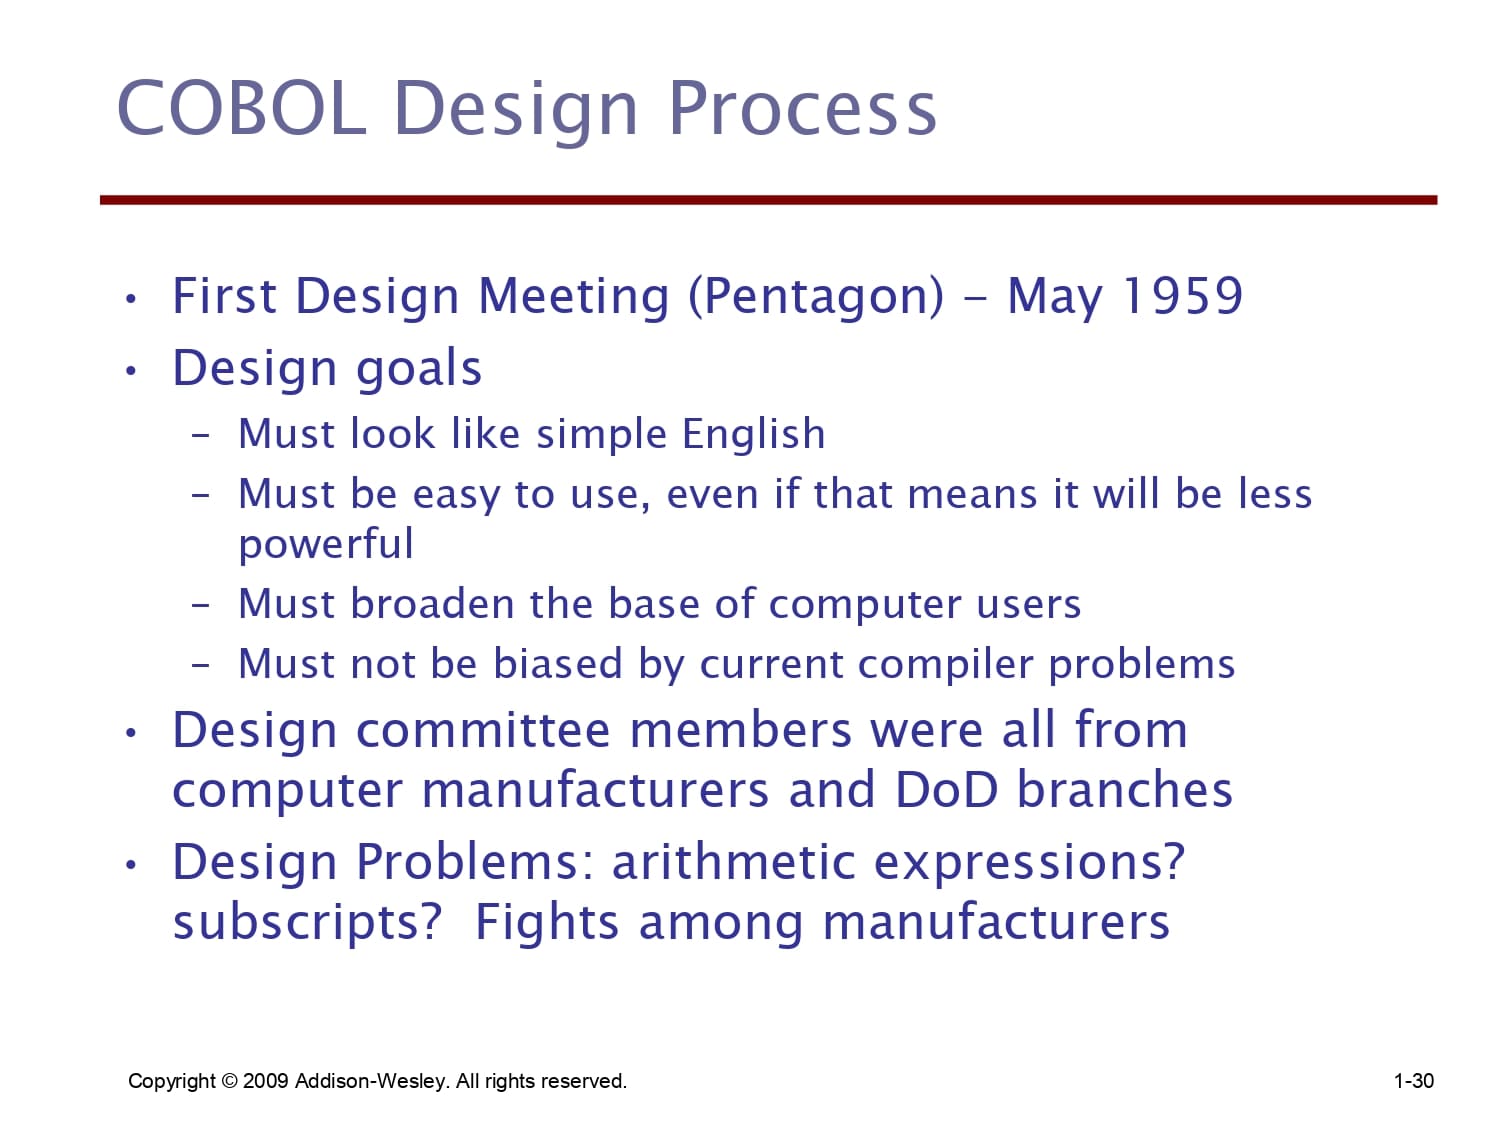 COBOL Design Process
• First Design Meeting (Pentagon) – May 1959
• Design goals
– Must look like simple English
– Must be easy to use, even if that means it will be less
powerful
– Must broaden the base of computer users
– Must not be biased by current compiler problems
• Design committee members were all from
computer manufacturers and DoD branches
• Design Problems: arithmetic expressions?
subscripts?  Fights among manufacturers
Copyright © 2009 Addison-Wesley. All rights reserved.
1-30